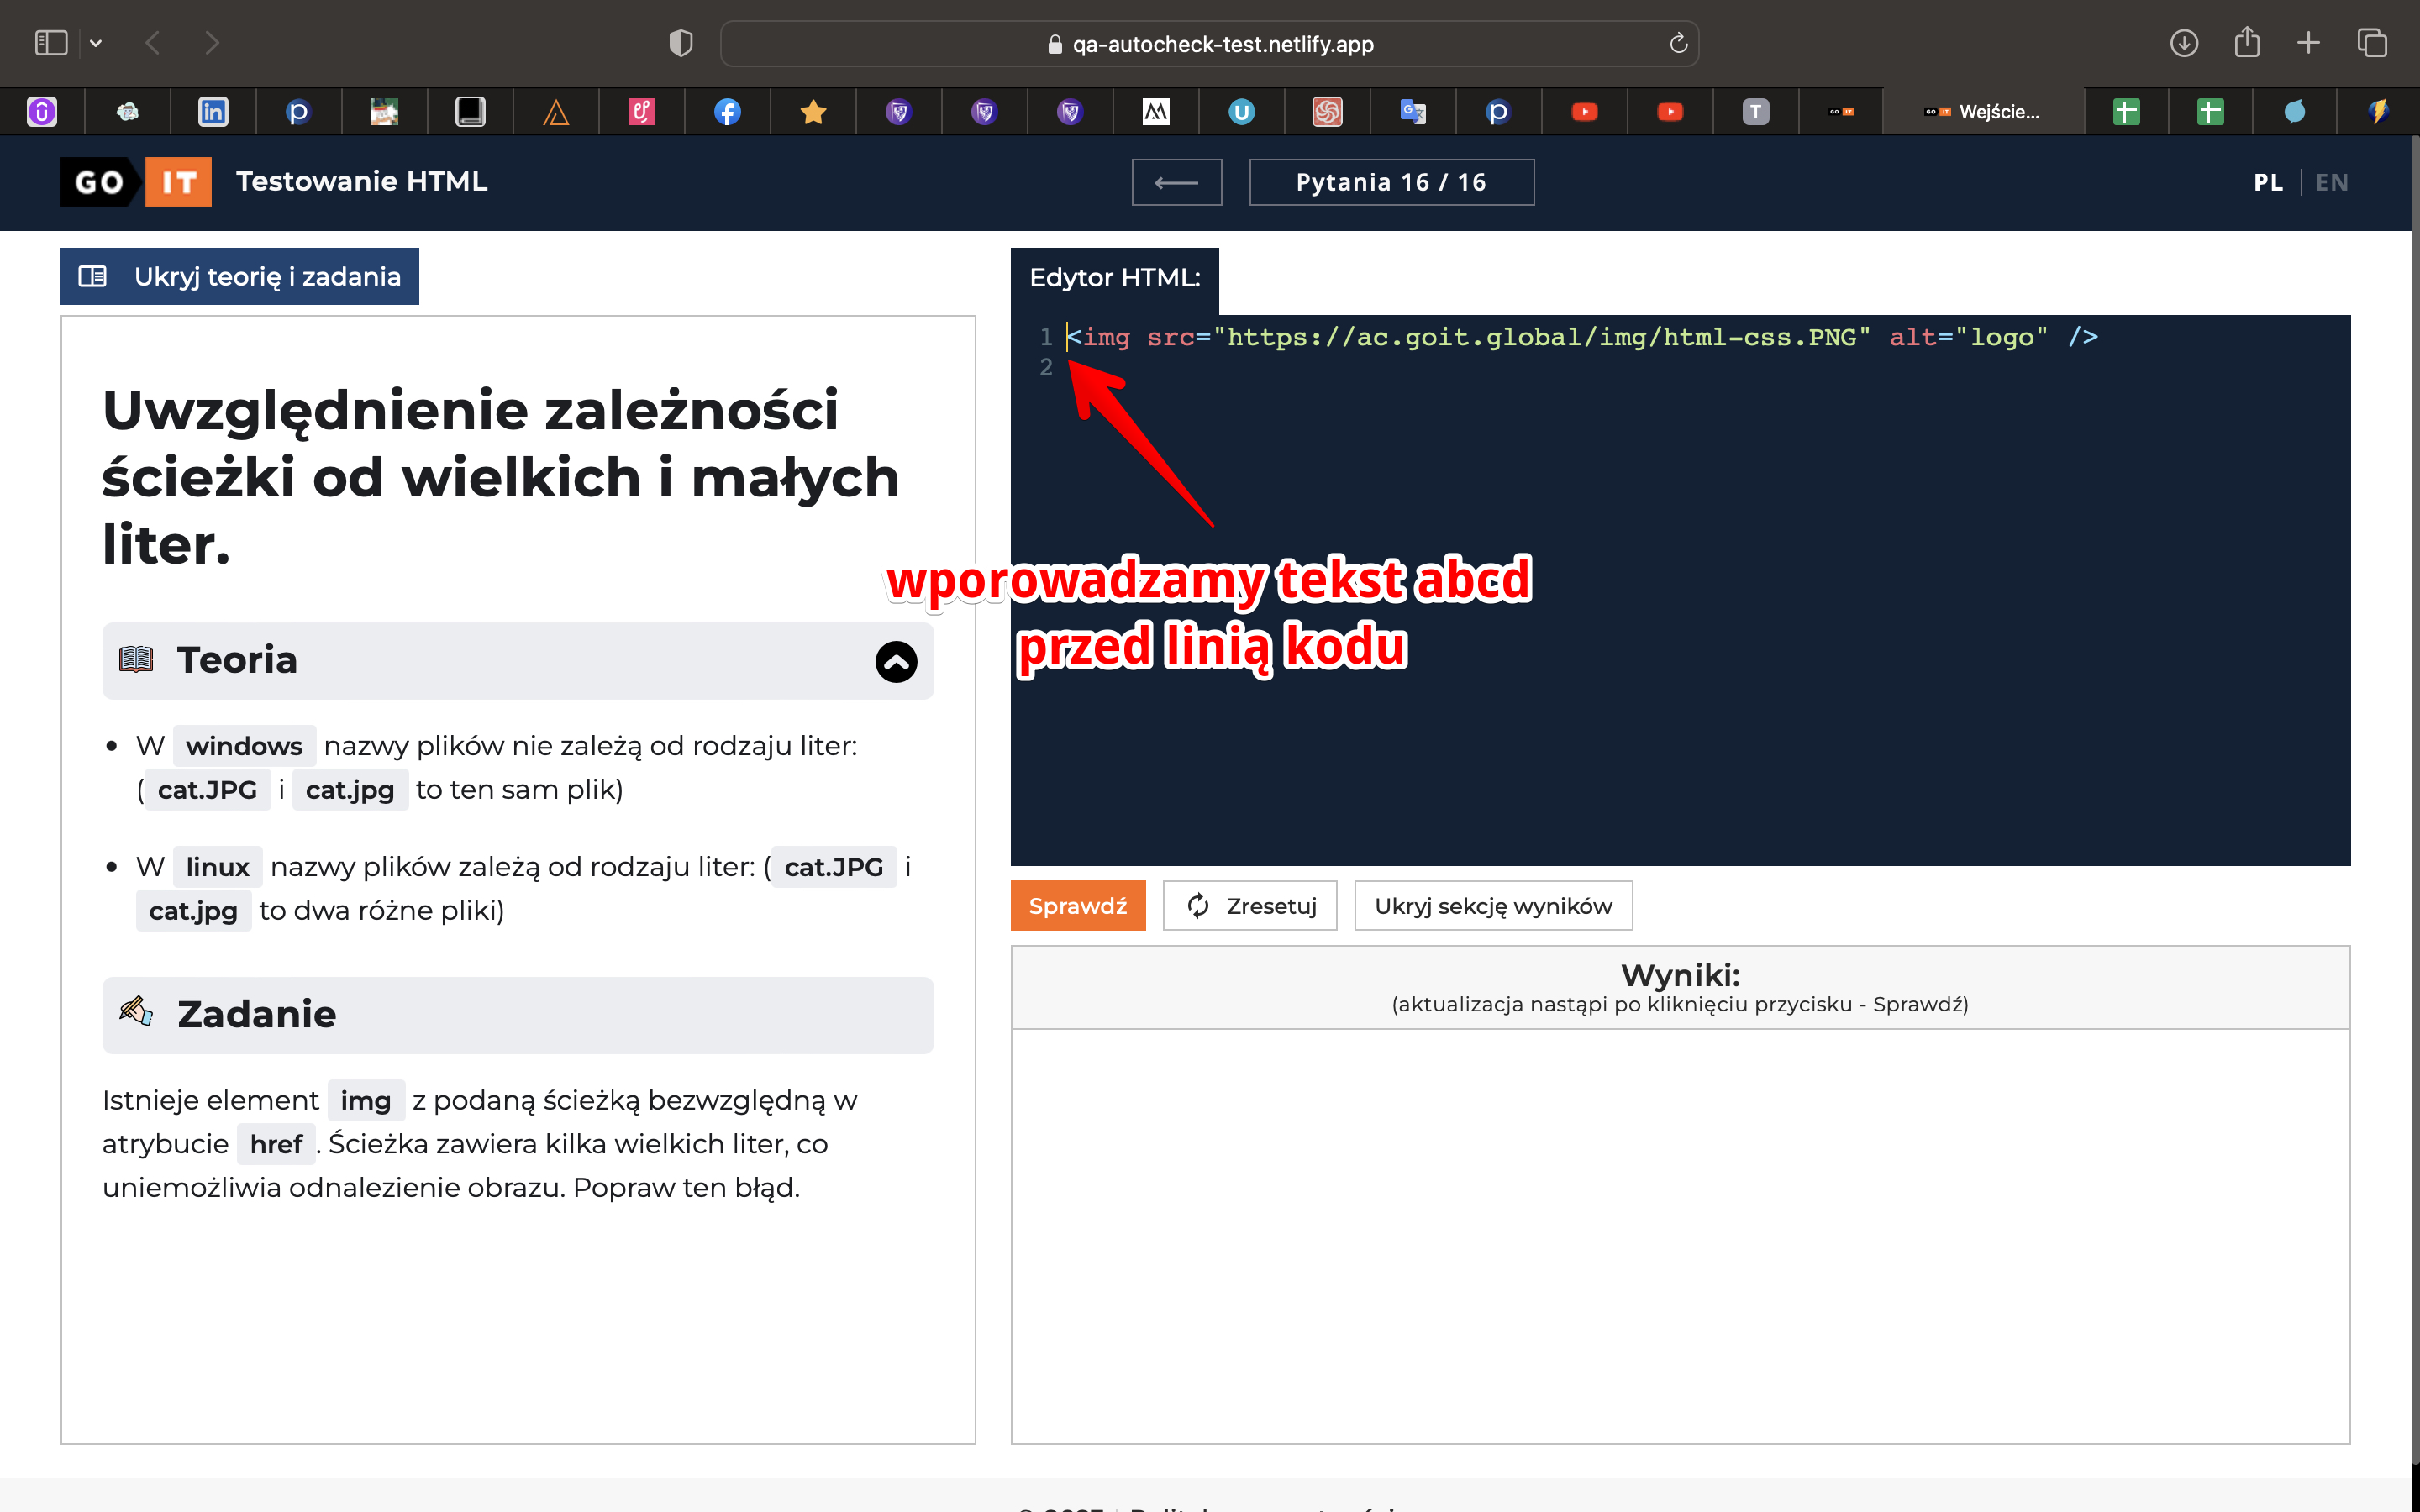 qa-autocheck-test.netlify.app
Wejście...
GO IT Testowanie HTML
Pytania 16 / 16
PL | EN
Ukryj teorię i zadania
Uwzględnienie zależności
ścieżki od wielkich i małych
liter.
Teoria
W windows nazwy plików nie zależą od rodzaju liter:
(cat.JPG i cat.jpg to ten sam plik)
W linux nazwy plików zależą od rodzaju liter: (cat.JPG i
cat.jpg to dwa różne pliki)
Zadanie
Istnieje element img z podaną ścieżką bezwzględną w
atrybucie href. Ścieżka zawiera kilka wielkich liter, co
uniemożliwia odnalezienie obrazu. Popraw ten błąd.
Edytor HTML:
1 <img src="https://ac.goit.global/img/html-css.PNG" alt="logo" />
2
wporowadzamy tekst abcd
przed linią kodu
Sprawdź
Zresetuj
Ukryj sekcję wyników
Wyniki:
(aktualizacja nastąpi po kliknięciu przycisku - Sprawdź)